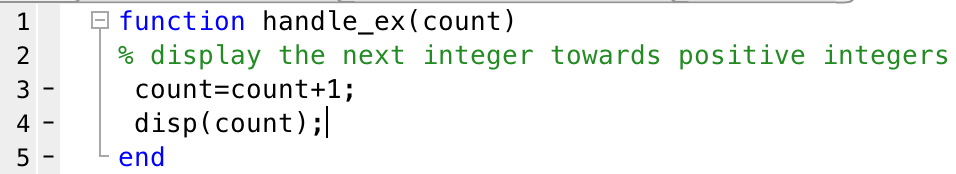 1 function handle_ex(count)
2 % display the next integer towards positive integers
3 - count=count+1;
4 - disp(count);
5 - end